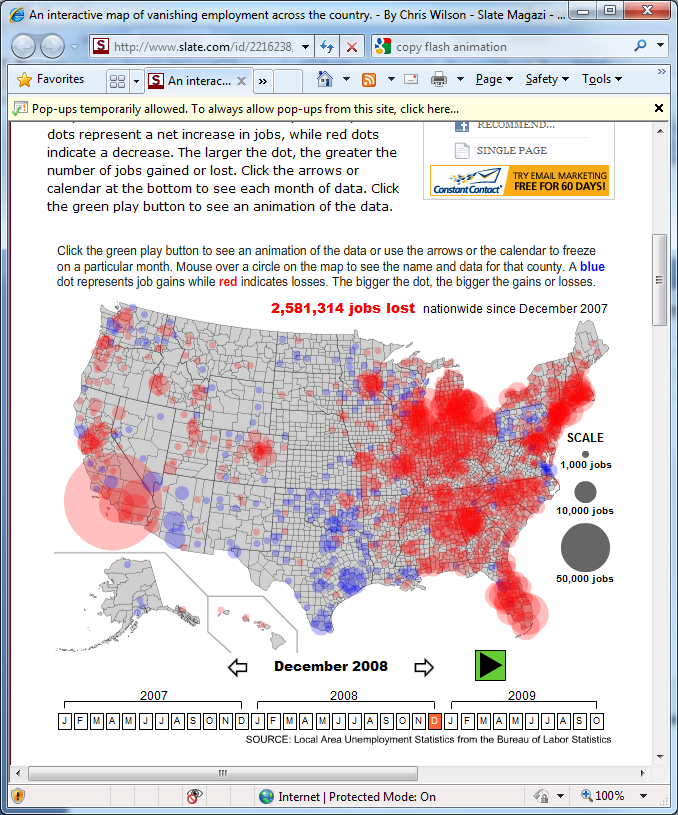 An interactive map of vanishing employment across the country. - By Chris Wilson - Slate Magazi - ...
http://www.slate.com/id/2216238,
copy flash animation
Favorites
An interac...
Page
Safety
Tools
Pop-ups temporarily allowed. To always allow pop-ups from this site, click here...
dots represent a net increase in jobs, while red dots
indicate a decrease. The larger the dot, the greater the
number of jobs gained or lost. Click the arrows or
calendar at the bottom to see each month of data. Click
the green play button to see an animation of the data.
RECOMMEND...
SINGLE PAGE
Constant Contact
TRY EMAIL MARKETING
FREE FOR 60 DAYS!
Click the green play button to see an animation of the data or use the arrows or the calendar to freeze
on a particular month. Mouse over a circle on the map to see the name and data for that county. A blue
dot represents job gains while red indicates losses. The bigger the dot, the bigger the gains or losses.
2,581,314 jobs lost nationwide since December 2007
SCALE
1,000 jobs
10,000 jobs
50,000 jobs
December 2008
2007 2008 2009
J F M A M J J A S O N D J F M A M J J A S O N D J F M A M J J A S O
SOURCE: Local Area Unemployment Statistics from the Bureau of Labor Statistics
Internet | Protected Mode: On
100%